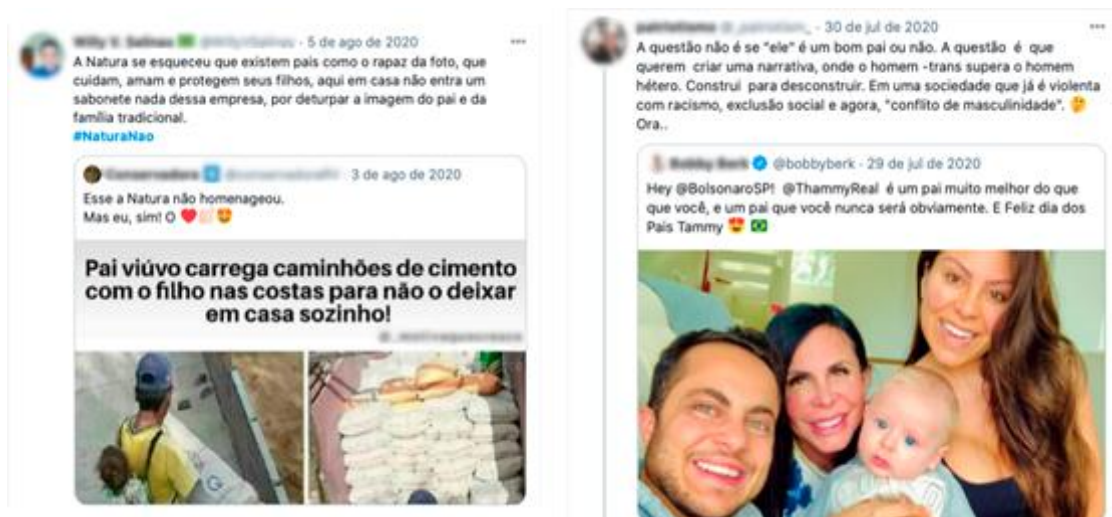 - 5 de ago de 2020
A Natura se esqueceu que existem pais como o rapaz da foto, que
cuidam, amam e protegem seus filhos, aqui em casa não entra um
sabonete nada dessa empresa, por deturpar a imagem do pai e da
família tradicional.
#NaturaNao
3 de ago de 2020
Esse a Natura não homenageou.
Mas eu, sim! O
Pai viúvo carrega caminhões de cimento
com o filho nas costas para não o deixar
em casa sozinho!
- 30 de jul de 2020
A questão não é se "ele" é um bom pai ou não. A questão é que
querem criar uma narrativa, onde o homem -trans supera o homem
hétero. Construi para desconstruir. Em uma sociedade que já é violenta
com racismo, exclusão social e agora, "conflito de masculinidade". 🤔
Ora..
@bobbyberk · 29 de jul de 2020
Hey @BolsonaroSP! @ThammyReal é um pai muito melhor do que
que você, e um pai que você nunca será obviamente. E Feliz dia dos
Pais Tammy 😍 🇧🇷